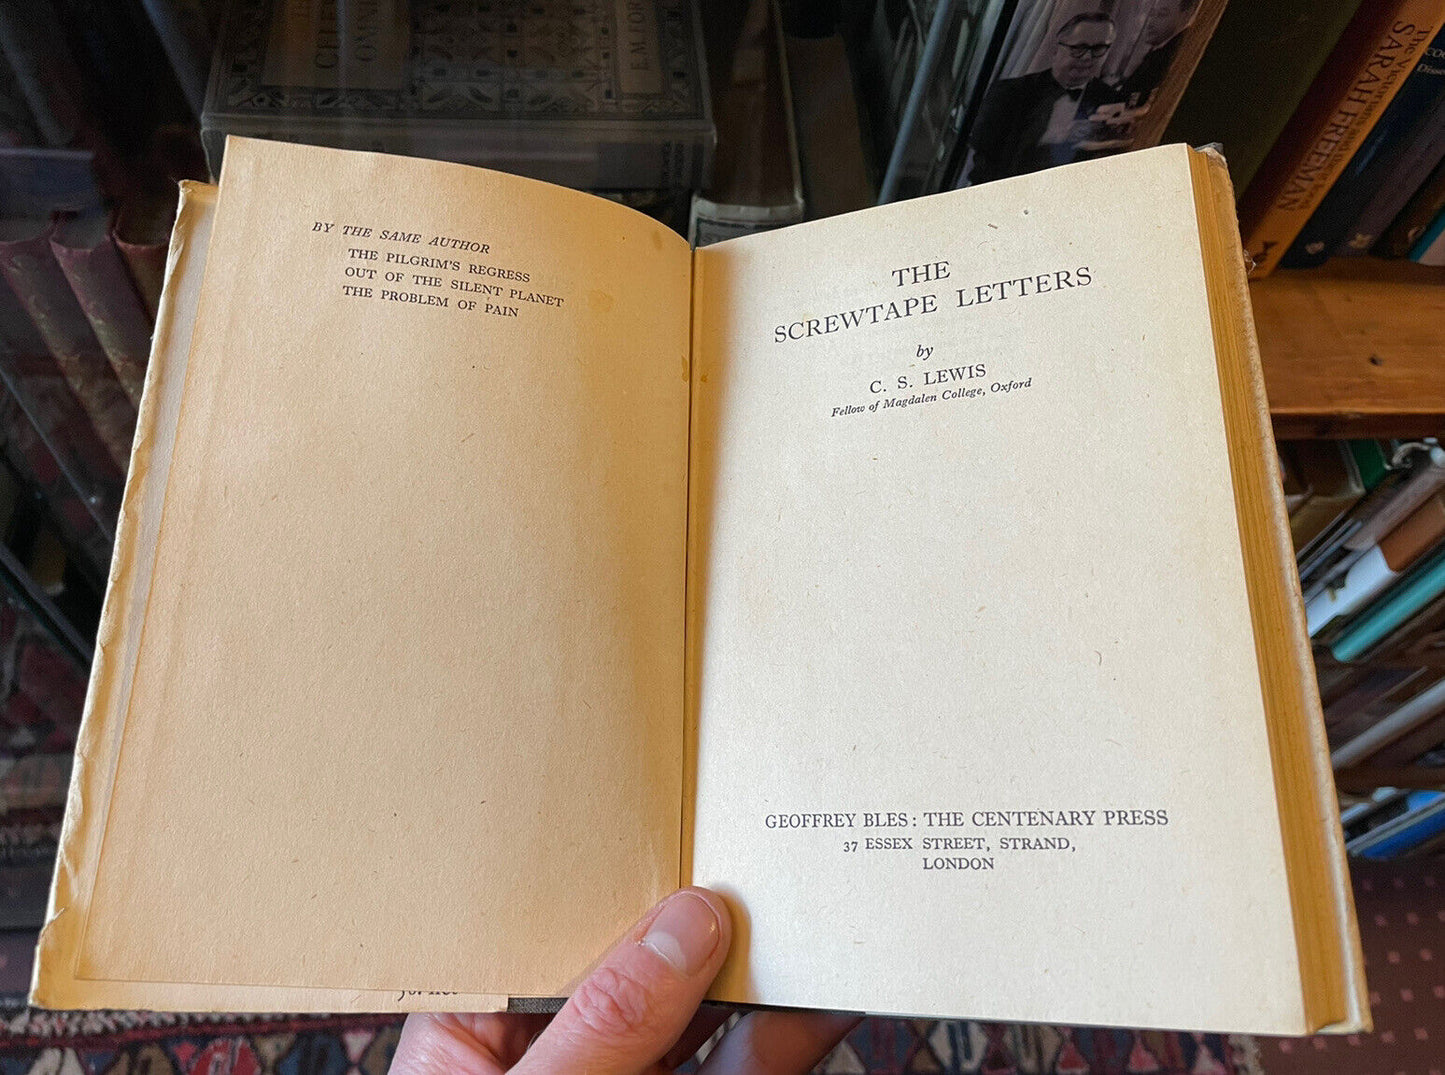 BY THE SAME AUTHOR
THE PILGRIM'S REGRESS
OUT OF THE SILENT PLANET
THE PROBLEM OF PAIN
THE
SCREWTAPE LETTERS
by
C. S. LEWIS
Fellow of Magdalen College, Oxford
GEOFFREY BLES: THE CENTENARY PRESS
37 ESSEX STREET, STRAND,
LONDON
SARAH FREEMAN